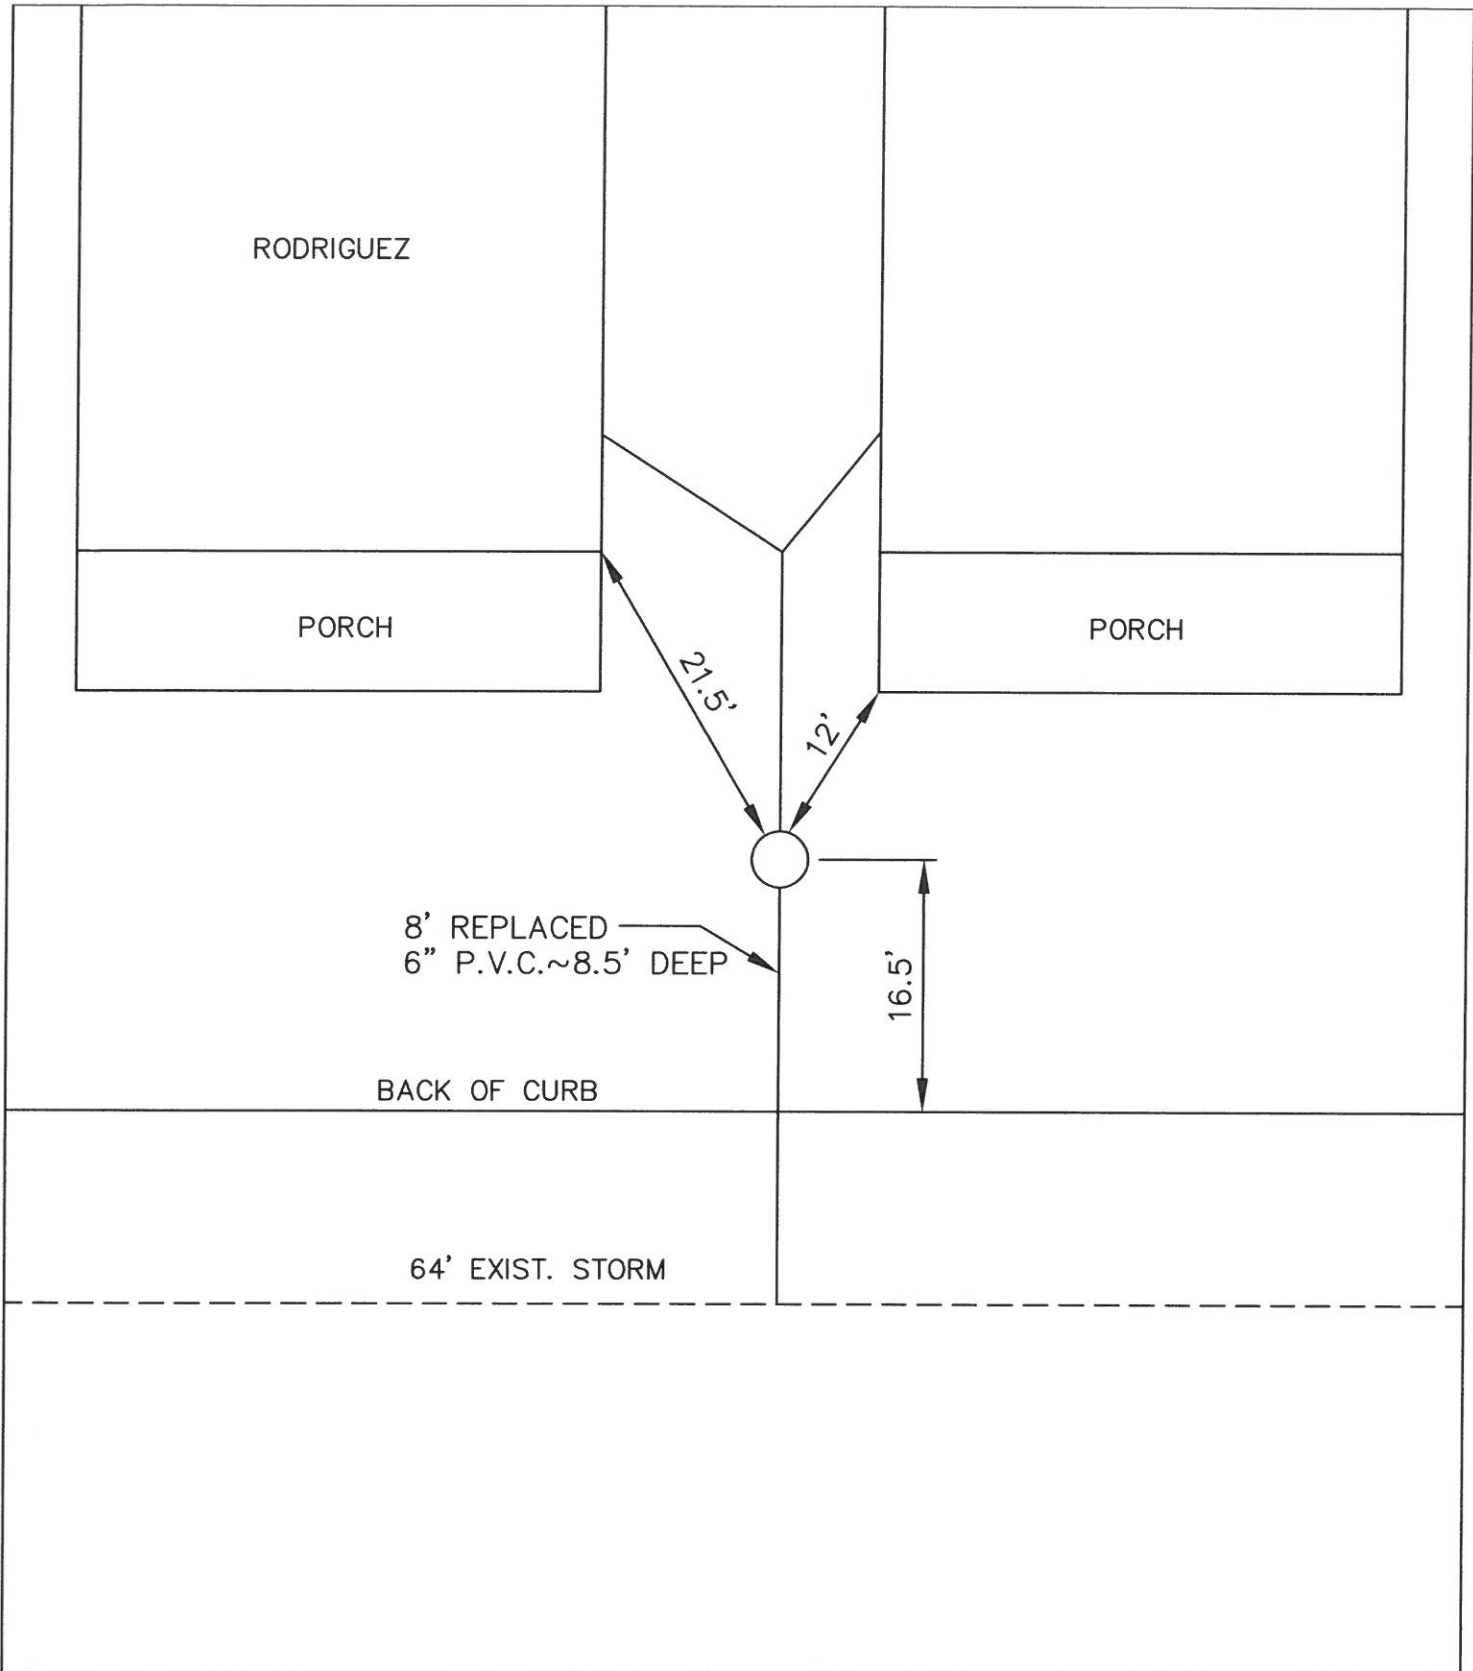 RODRIGUEZ
PORCH
PORCH
21.5'
12'
8' REPLACED
6" P.V.C.~8.5' DEEP
16.5'
BACK OF CURB
64' EXIST. STORM